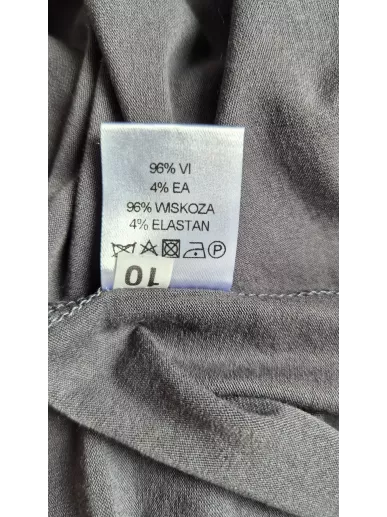 96% VI
4% EA
96% WISKOZA
4% ELASTAN
P
10